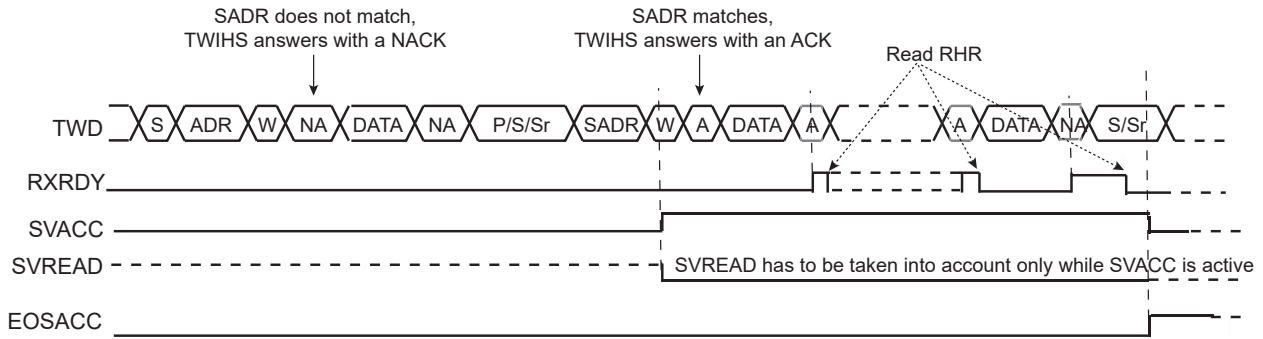 SADR does not match,
TWIHS answers with a NACK
SADR matches,
TWIHS answers with an ACK
Read RHR
TWD S ADR W NA DATA NA P/S/Sr SADR W A DATA A A DATA NA S/Sr
RXRDY
SVACC
SVREAD SVREAD has to be taken into account only while SVACC is active
EOSACC